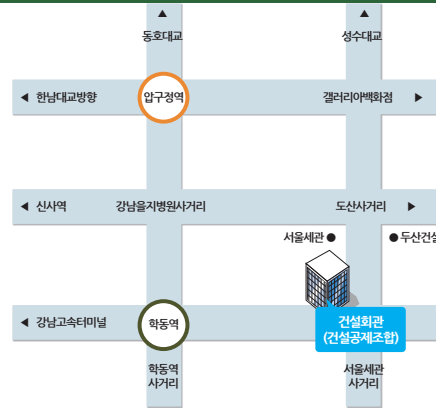 ▲ ▲
동호대교 성수대교
◀ 한남대교방향 압구정역 갤러리아백화점 ▶
◀ 신사역 강남을지병원사거리 도산사거리 ▶
서울세관 ● ● 두산건설
◀ 강남고속터미널 학동역 건설회관
(건설공제조합)
학동역 서울세관
사거리 사거리